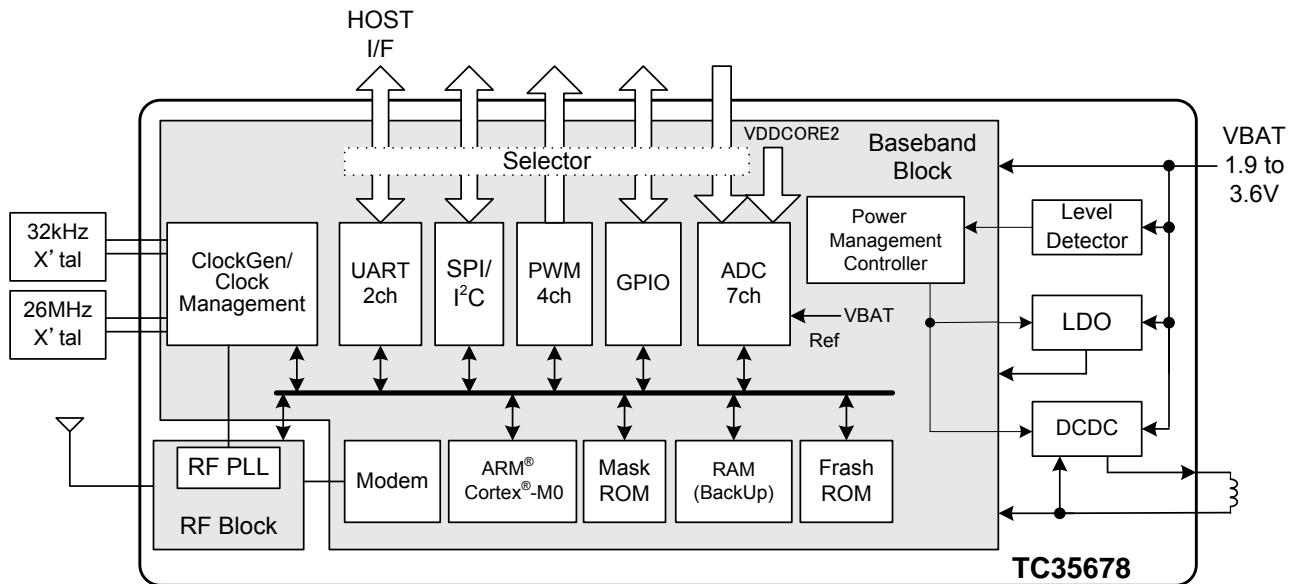 HOST
I/F
VDDCORE2
Selector
Baseband
Block
VBAT
1.9 to
3.6V
32kHz
X' tal
26MHz
X' tal
ClockGen/
Clock
Management
UART
2ch
SPI/
I²C
PWM
4ch
GPIO
ADC
7ch
VBAT
Ref
Power
Management
Controller
Level
Detector
LDO
DCDC
RF PLL
RF Block
Modem
ARM®
Cortex®-M0
Mask
ROM
RAM
(BackUp)
Frash
ROM
TC35678